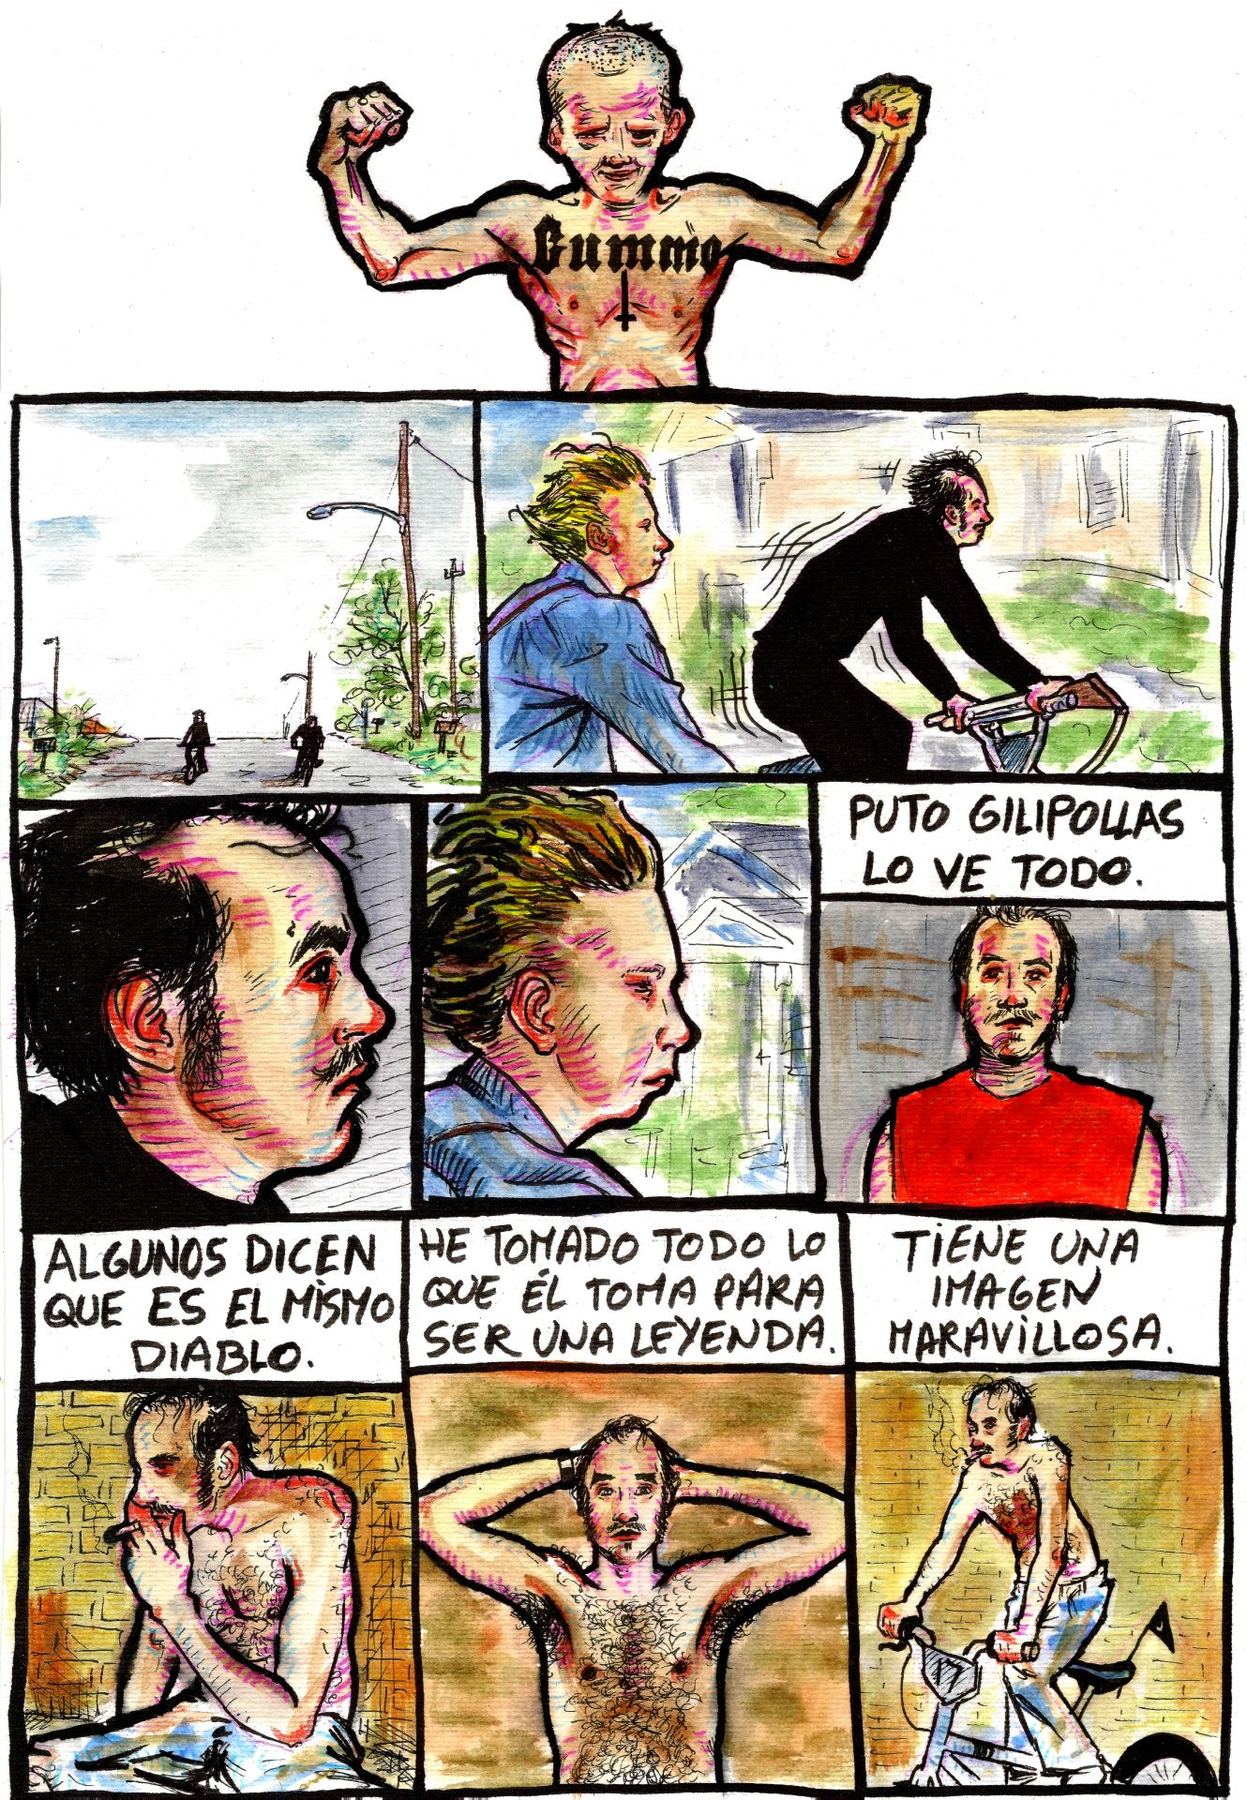 Gummo
PUTO GILIPOLLAS
LO VE TODO.
ALGUNOS DICEN
QUE ES EL MISMO
DIABLO.
HE TOMADO TODO LO
QUE ÉL TOMA PARA
SER UNA LEYENDA.
TIENE UNA
IMAGEN
MARAVILLOSA.
17